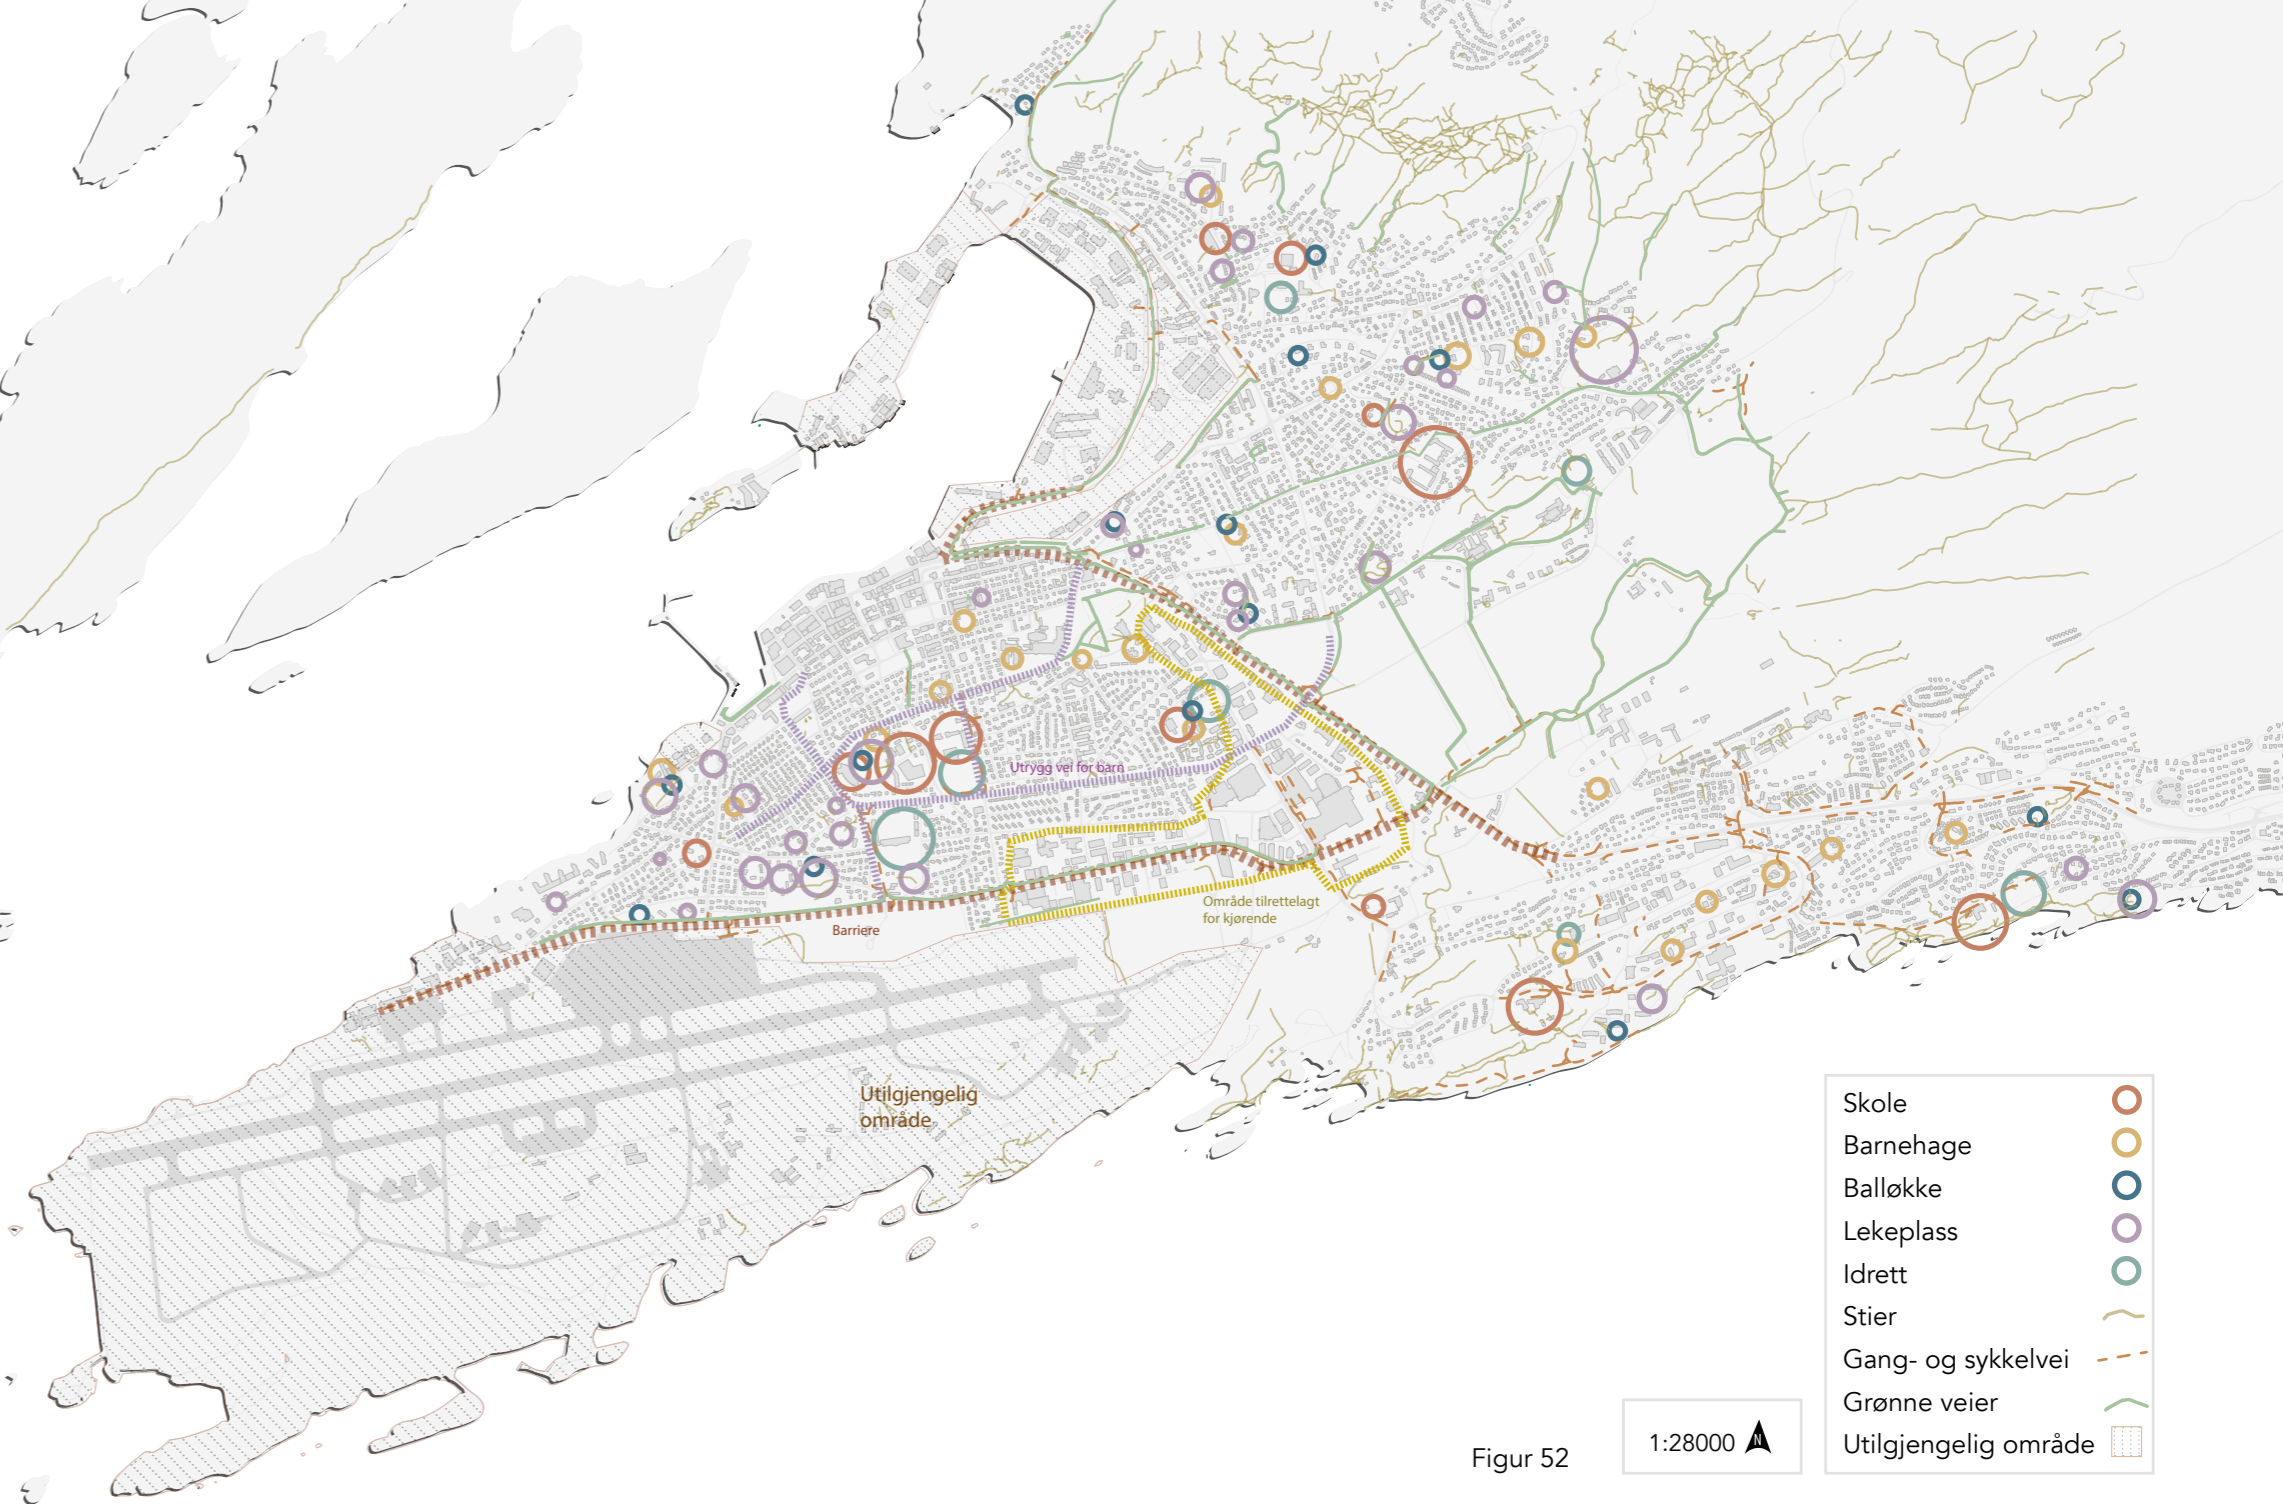 Utrygg vei for barn
Område tilrettelagt
for kjørende
Barriere
Utilgjengelig
område
Skole
Barnehage
Balløkke
Lekeplass
Idrett
Stier
Gang- og sykkelvei
Grønne veier
Utilgjengelig område
1:28000
N
Figur 52